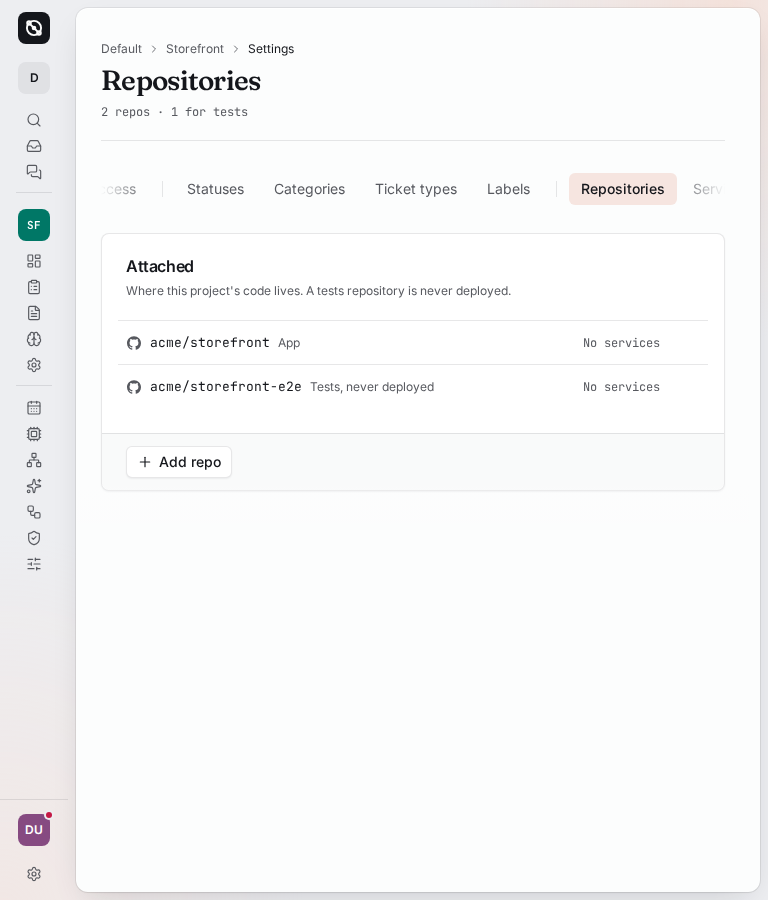 D
SF
DU
Default > Storefront > Settings
Repositories
2 repos · 1 for tests
cess Statuses Categories Ticket types Labels Repositories Serv
Attached
Where this project's code lives. A tests repository is never deployed.
acme/storefront App No services
acme/storefront-e2e Tests, never deployed No services
+ Add repo